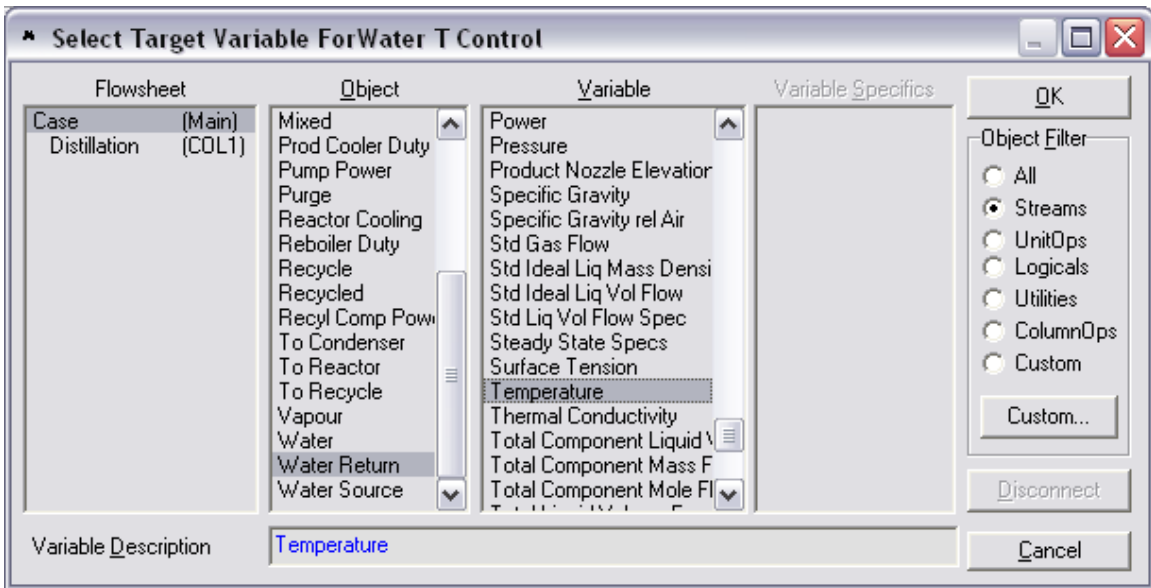 Select Target Variable ForWater T Control
Flowsheet
Case (Main)
Distillation (COL1)
Object
Mixed
Prod Cooler Duty
Pump Power
Purge
Reactor Cooling
Reboiler Duty
Recycle
Recycled
Recyl Comp Pow
To Condenser
To Reactor
To Recycle
Vapour
Water
Water Return
Water Source
Variable
Power
Pressure
Product Nozzle Elevation
Specific Gravity
Specific Gravity rel Air
Std Gas Flow
Std Ideal Liq Mass Densi
Std Ideal Liq Vol Flow
Std Liq Vol Flow Spec
Steady State Specs
Surface Tension
Temperature
Thermal Conductivity
Total Component Liquid V
Total Component Mass F
Total Component Mole Fl
Variable Specifics
OK
Object Filter
All
Streams
UnitOps
Logicals
Utilities
ColumnOps
Custom
Custom...
Disconnect
Cancel
Variable Description
Temperature